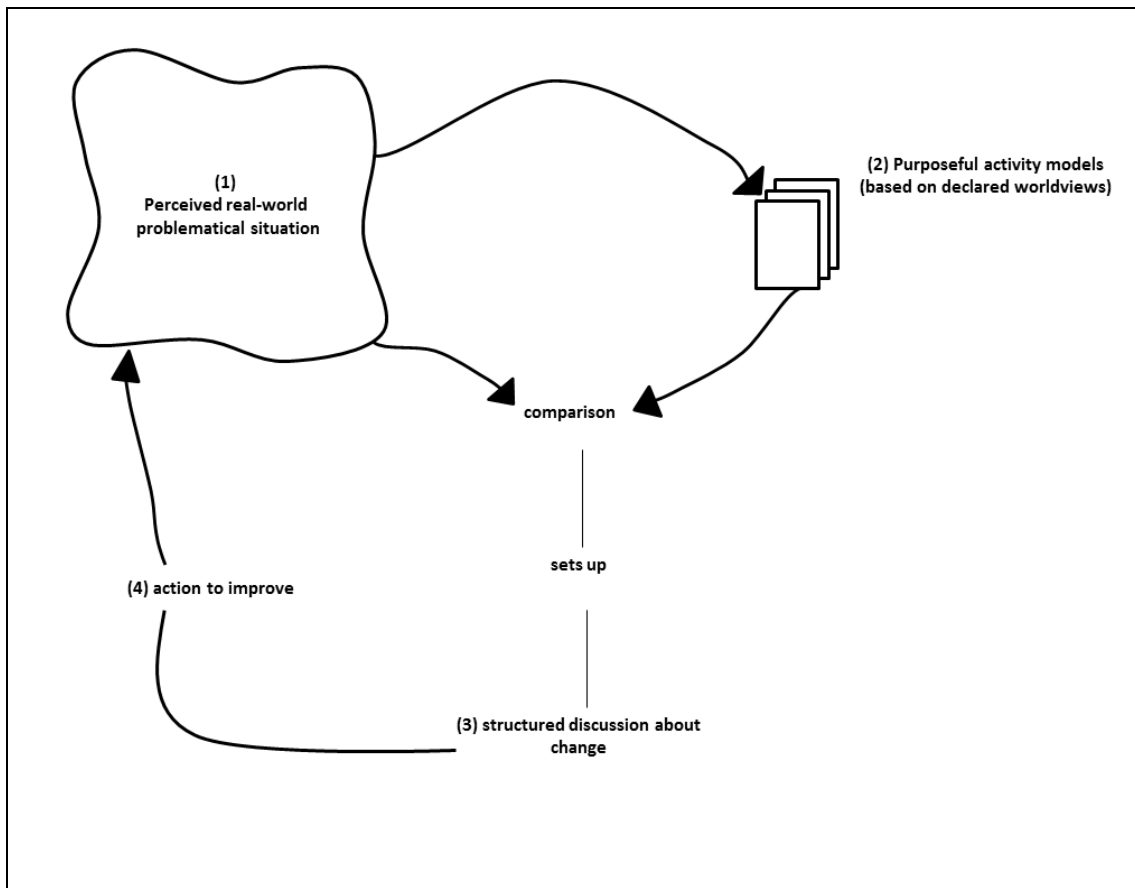 (1)
Perceived real-world
problematical situation
(2) Purposeful activity models
(based on declared worldviews)
comparison
sets up
(4) action to improve
(3) structured discussion about
change